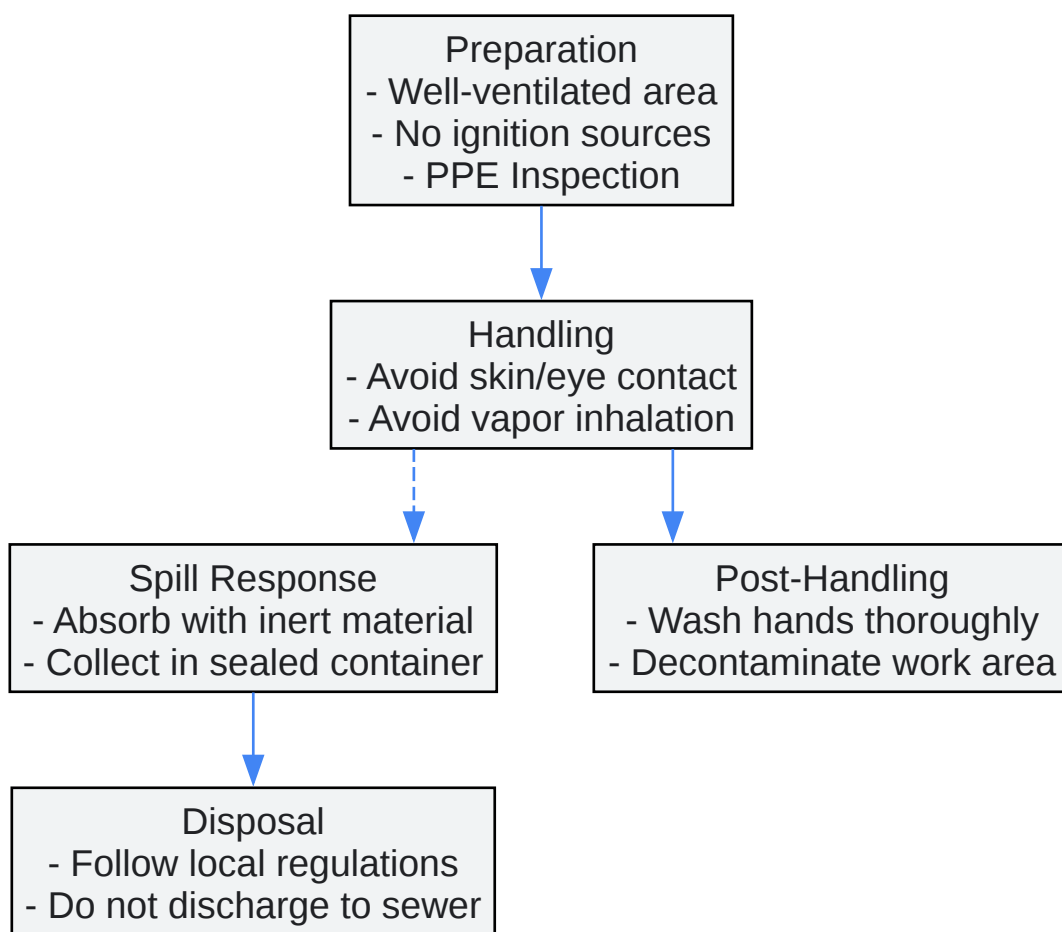 Preparation
- Well-ventilated area
- No ignition sources
- PPE Inspection
Handling
- Avoid skin/eye contact
- Avoid vapor inhalation
Spill Response
- Absorb with inert material
- Collect in sealed container
Post-Handling
- Wash hands thoroughly
- Decontaminate work area
Disposal
- Follow local regulations
- Do not discharge to sewer